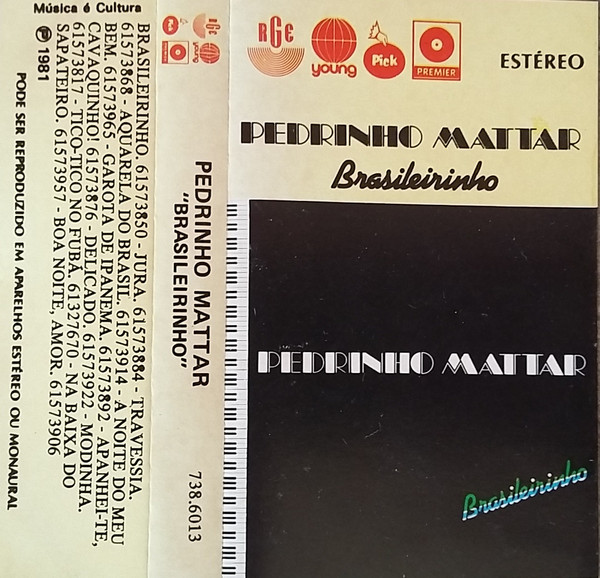 Música é Cultura
BRASILEIRINHO. 61573850 - JURA. 61573884 - TRAVESSIA.
61573868 - AQUARELA DO BRASIL. 61573914 - A NOITE DO MEU
BEM. 61573965 - GAROTA DE IPANEMA. 61573892 - APANHEI-TE,
CAVAQUINHO! 61573876 - DELICADO. 61573922 - MODINHA.
61573817 - TICO-TICO NO FUBÁ. 61327670 - NA BAIXA DO
SAPATEIRO. 61573957 - BOA NOITE, AMOR. 61573906
℗ 1981
PODE SER REPRODUZIDO EM APARELHOS ESTÉREO OU MONAURAL
RGE young Pick PREMIER
PEDRINHO MATTAR
"BRASILEIRINHO"
738.6013
RGE young Pick PREMIER
ESTÉREO
PEDRINHO MATTAR
Brasileirinho
PEDRINHO MATTAR
Brasileirinho